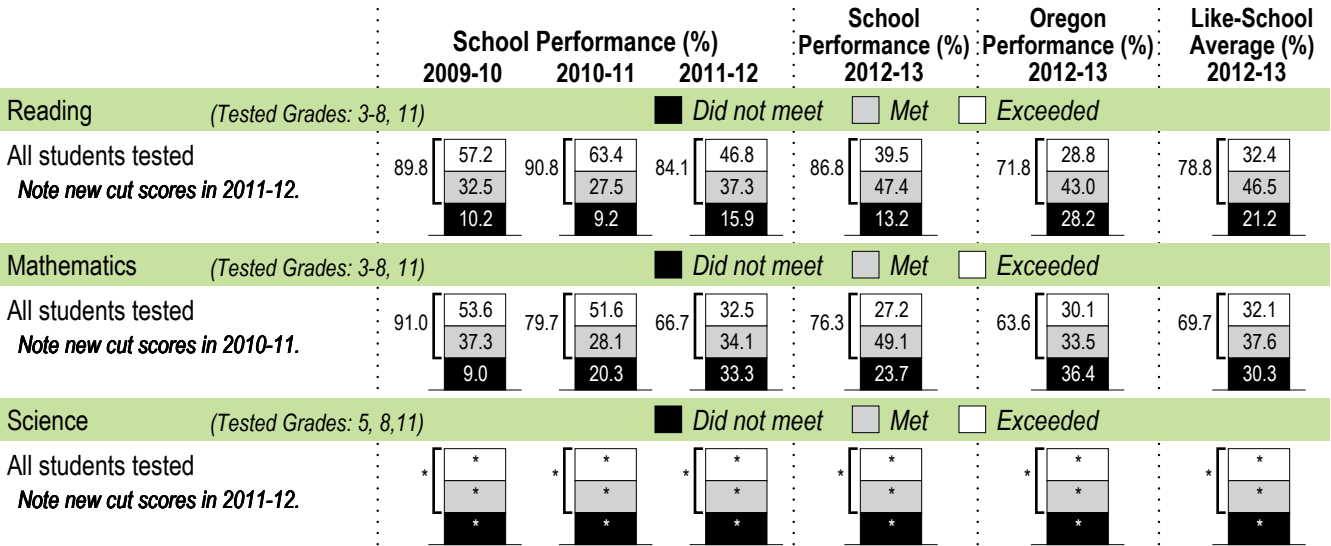 School Performance (%)
2009-10 2010-11 2011-12
School Performance (%) 2012-13
Oregon Performance (%) 2012-13
Like-School Average (%) 2012-13
Reading (Tested Grades: 3-8, 11) Did not meet Met Exceeded
All students tested
Note new cut scores in 2011-12.
57.2 63.4 46.8 39.5 28.8 32.4
89.8 90.8 84.1 86.8 71.8 78.8
32.5 27.5 37.3 47.4 43.0 46.5
10.2 9.2 15.9 13.2 28.2 21.2
Mathematics (Tested Grades: 3-8, 11) Did not meet Met Exceeded
All students tested
Note new cut scores in 2010-11.
53.6 51.6 32.5 27.2 30.1 32.1
91.0 79.7 66.7 76.3 63.6 69.7
37.3 28.1 34.1 49.1 33.5 37.6
9.0 20.3 33.3 23.7 36.4 30.3
Science (Tested Grades: 5, 8,11) Did not meet Met Exceeded
All students tested
Note new cut scores in 2011-12.
* * * * * *
* * * * * *
* * * * * *
* * * * * *